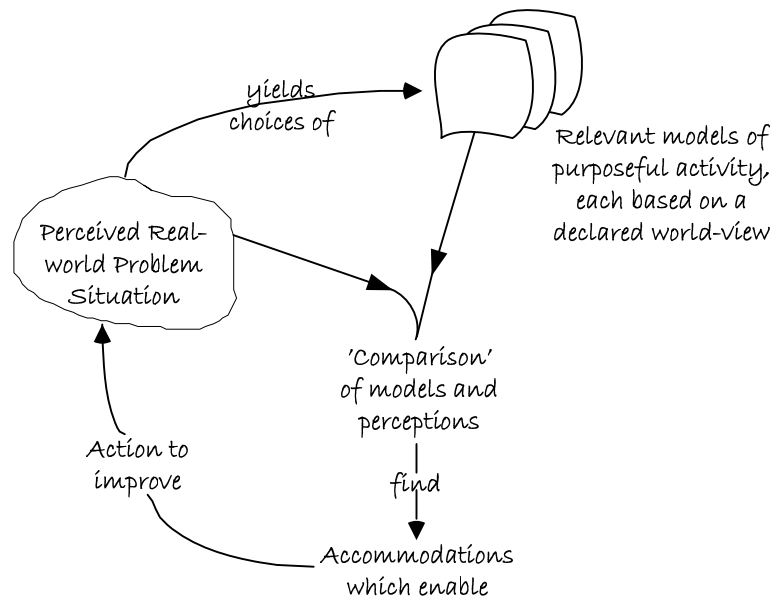 yields
choices of
Relevant models of
purposeful activity,
each based on a
declared world-view
Perceived Real-
world Problem
Situation
'Comparison'
of models and
perceptions
find
Accommodations
which enable
Action to
improve